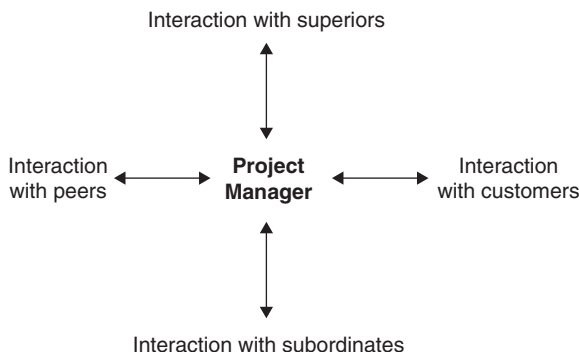 Interaction with superiors
Interaction
with peers
Project
Manager
Interaction
with customers
Interaction with subordinates